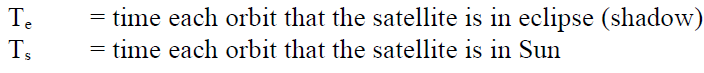 Te = time each orbit that the satellite is in eclipse (shadow)
Ts = time each orbit that the satellite is in Sun